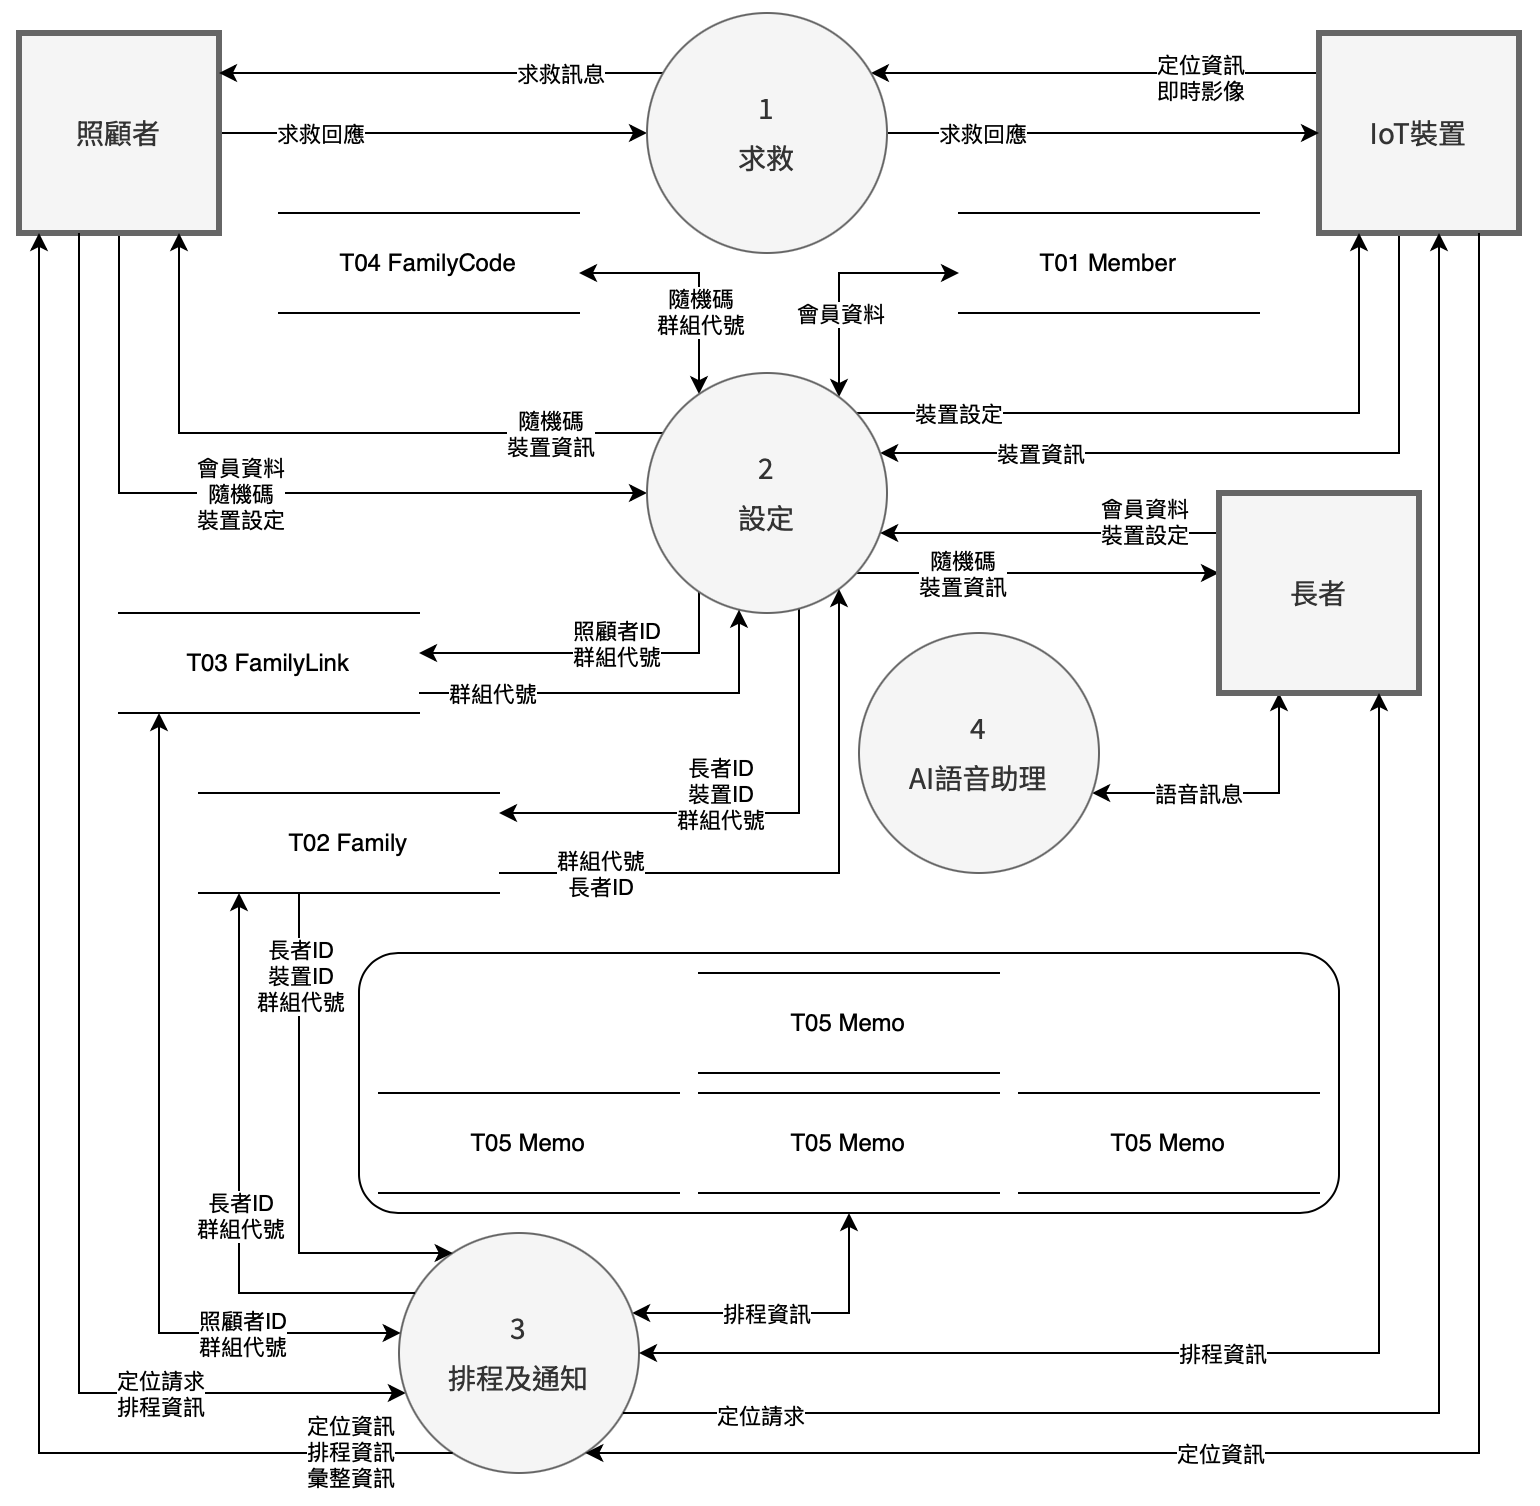 照顧者
求救訊息
求救回應
1
求救
定位資訊
即時影像
求救回應
IoT裝置
T04 FamilyCode
隨機碼
群組代號
會員資料
T01 Member
隨機碼
裝置資訊
會員資料
隨機碼
裝置設定
2
設定
裝置設定
裝置資訊
會員資料
裝置設定
隨機碼
裝置資訊
長者
T03 FamilyLink
照顧者ID
群組代號
群組代號
4
AI語音助理
語音訊息
長者ID
裝置ID
群組代號
T02 Family
群組代號
長者ID
長者ID
裝置ID
群組代號
T05 Memo
T05 Memo
T05 Memo
T05 Memo
長者ID
群組代號
照顧者ID
群組代號
3
排程及通知
排程資訊
排程資訊
定位請求
排程資訊
定位請求
定位資訊
排程資訊
彙整資訊
定位資訊